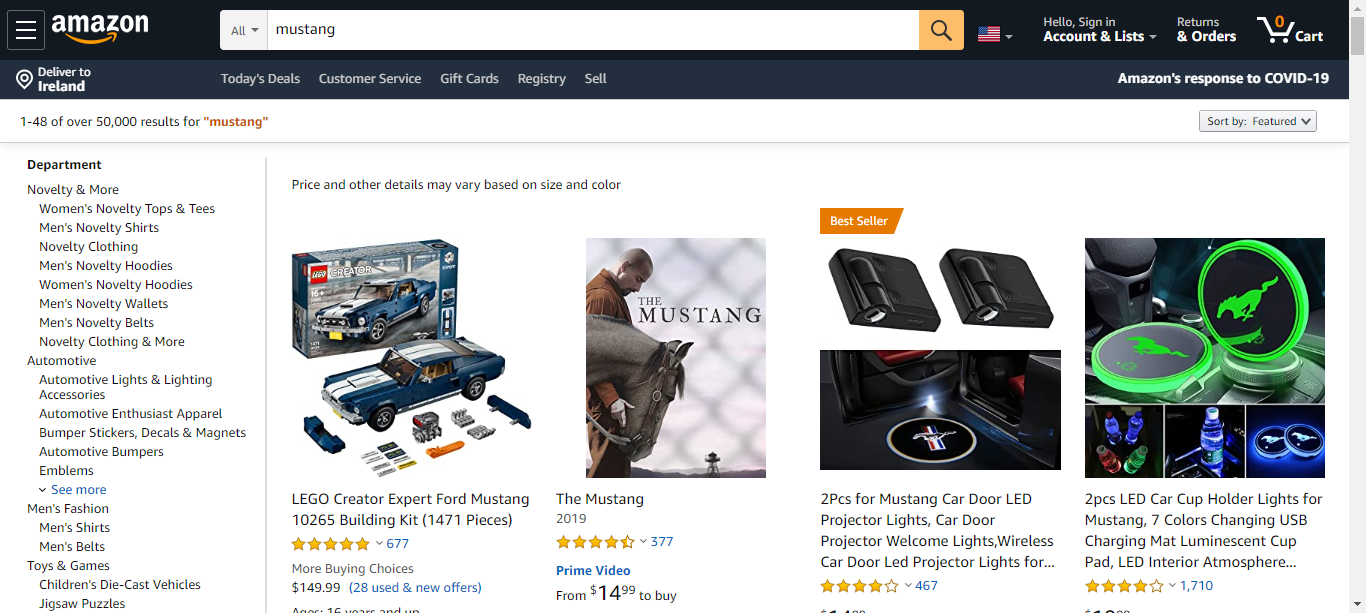 amazon
All
mustang
Hello, Sign in
Account & Lists
Returns
& Orders
0
Cart
Deliver to
Ireland
Today's Deals
Customer Service
Gift Cards
Registry
Sell
Amazon's response to COVID-19
1-48 of over 50,000 results for "mustang"
Sort by: Featured
Department
Novelty & More
Women's Novelty Tops & Tees
Men's Novelty Shirts
Novelty Clothing
Men's Novelty Hoodies
Women's Novelty Hoodies
Men's Novelty Wallets
Men's Novelty Belts
Novelty Clothing & More
Automotive
Automotive Lights & Lighting
Accessories
Automotive Enthusiast Apparel
Bumper Stickers, Decals & Magnets
Automotive Bumpers
Emblems
See more
Men's Fashion
Men's Shirts
Men's Belts
Toys & Games
Children's Die-Cast Vehicles
Jigsaw Puzzles
Price and other details may vary based on size and color
LEGO
CREATOR
EXPERT
16+
1471
LEGO Creator Expert Ford Mustang
10265 Building Kit (1471 Pieces)
677
More Buying Choices
$149.99 (28 used & new offers)
Ages: 16 years and up
THE
MUSTANG
The Mustang
2019
377
Prime Video
From $14.99 to buy
Best Seller
2Pcs for Mustang Car Door LED
Projector Lights, Car Door
Projector Welcome Lights,Wireless
Car Door Led Projector Lights for...
467
P
2pcs LED Car Cup Holder Lights for
Mustang, 7 Colors Changing USB
Charging Mat Luminescent Cup
Pad, LED Interior Atmosphere...
1,710